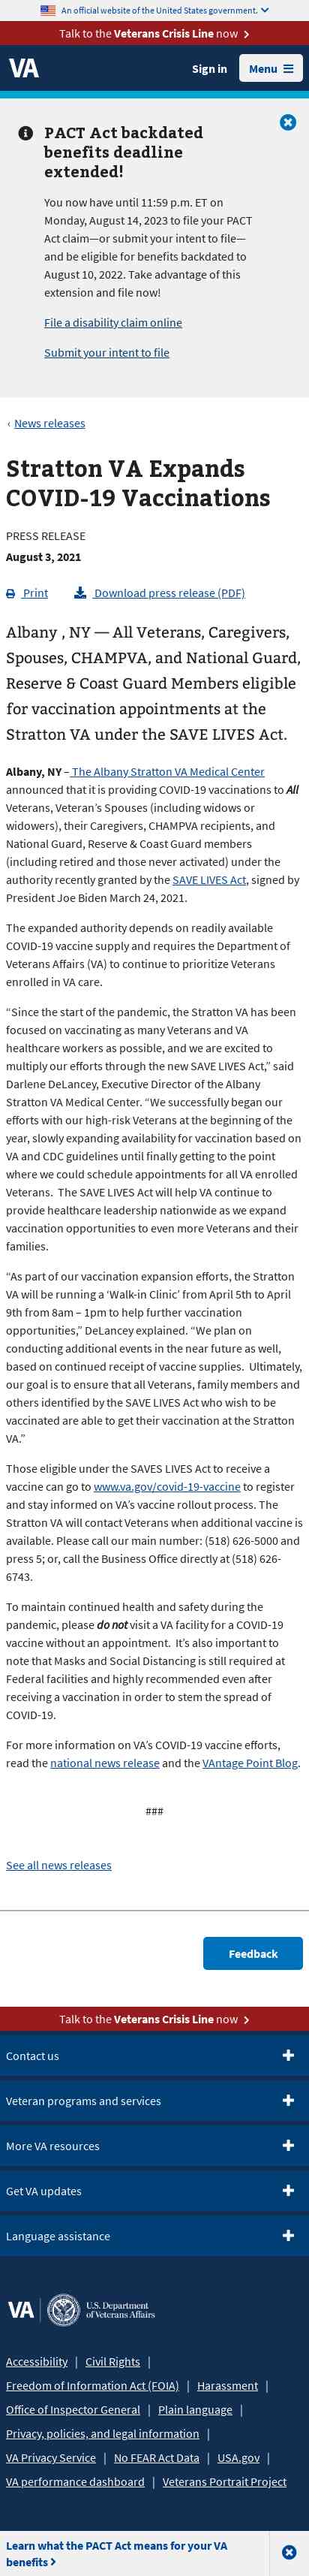 An official website of the United States government.
Talk to the Veterans Crisis Line now
VA
Sign in
Menu
PACT Act backdated
benefits deadline
extended!
You now have until 11:59 p.m. ET on
Monday, August 14, 2023 to file your PACT
Act claim—or submit your intent to file—
and be eligible for benefits backdated to
August 10, 2022. Take advantage of this
extension and file now!
File a disability claim online
Submit your intent to file
‹ News releases
Stratton VA Expands
COVID-19 Vaccinations
PRESS RELEASE
August 3, 2021
Print
Download press release (PDF)
Albany , NY — All Veterans, Caregivers,
Spouses, CHAMPVA, and National Guard,
Reserve & Coast Guard Members eligible
for vaccination appointments at the
Stratton VA under the SAVE LIVES Act.
Albany, NY – The Albany Stratton VA Medical Center
announced that it is providing COVID-19 vaccinations to All
Veterans, Veteran’s Spouses (including widows or
widowers), their Caregivers, CHAMPVA recipients, and
National Guard, Reserve & Coast Guard members
(including retired and those never activated) under the
authority recently granted by the SAVE LIVES Act, signed by
President Joe Biden March 24, 2021.
The expanded authority depends on readily available
COVID-19 vaccine supply and requires the Department of
Veterans Affairs (VA) to continue to prioritize Veterans
enrolled in VA care.
“Since the start of the pandemic, the Stratton VA has been
focused on vaccinating as many Veterans and VA
healthcare workers as possible, and we are excited to
multiply our efforts through the new SAVE LIVES Act,” said
Darlene DeLancey, Executive Director of the Albany
Stratton VA Medical Center. “We successfully began our
efforts with our high-risk Veterans at the beginning of the
year, slowly expanding availability for vaccination based on
VA and CDC guidelines until finally getting to the point
where we could schedule appointments for all VA enrolled
Veterans.  The SAVE LIVES Act will help VA continue to
provide healthcare leadership nationwide as we expand
vaccination opportunities to even more Veterans and their
families.
“As part of our vaccination expansion efforts, the Stratton
VA will be running a ‘Walk-in Clinic’ from April 5th to April
9th from 8am – 1pm to help further vaccination
opportunities,” DeLancey explained. “We plan on
conducting additional events in the near future as well,
based on continued receipt of vaccine supplies.  Ultimately,
our goal is to ensure that all Veterans, family members and
others identified by the SAVE LIVES Act who wish to be
vaccinated are able to get their vaccination at the Stratton
VA.”
Those eligible under the SAVES LIVES Act to receive a
vaccine can go to www.va.gov/covid-19-vaccine to register
and stay informed on VA’s vaccine rollout process. The
Stratton VA will contact Veterans when additional vaccine is
available. Please call our main number: (518) 626-5000 and
press 5; or, call the Business Office directly at (518) 626-
6743.
To maintain continued health and safety during the
pandemic, please do not visit a VA facility for a COVID-19
vaccine without an appointment.  It’s also important to
note that Masks and Social Distancing is still required at
Federal facilities and highly recommended even after
receiving a vaccination in order to stem the spread of
COVID-19.
For more information on VA’s COVID-19 vaccine efforts,
read the national news release and the VAntage Point Blog.
###
See all news releases
Feedback
Talk to the Veterans Crisis Line now
Contact us
Veteran programs and services
More VA resources
Get VA updates
Language assistance
VA
U.S. Department
of Veterans Affairs
Accessibility | Civil Rights |
Freedom of Information Act (FOIA) | Harassment |
Office of Inspector General | Plain language |
Privacy, policies, and legal information |
VA Privacy Service | No FEAR Act Data | USA.gov |
VA performance dashboard | Veterans Portrait Project
Learn what the PACT Act means for your VA
benefits